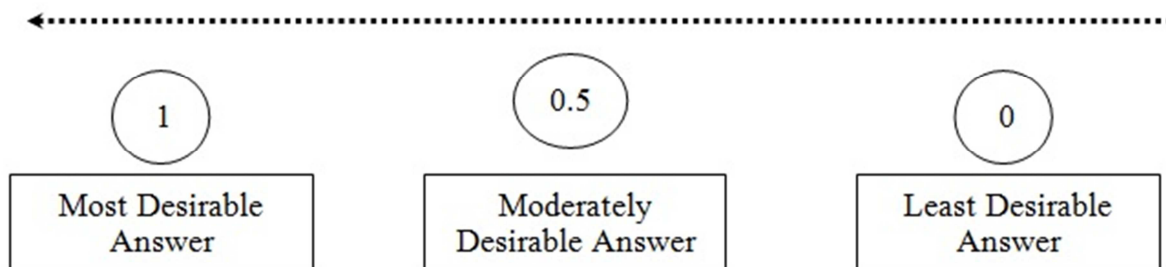 1
0.5
0
Most Desirable
Answer
Moderately
Desirable Answer
Least Desirable
Answer